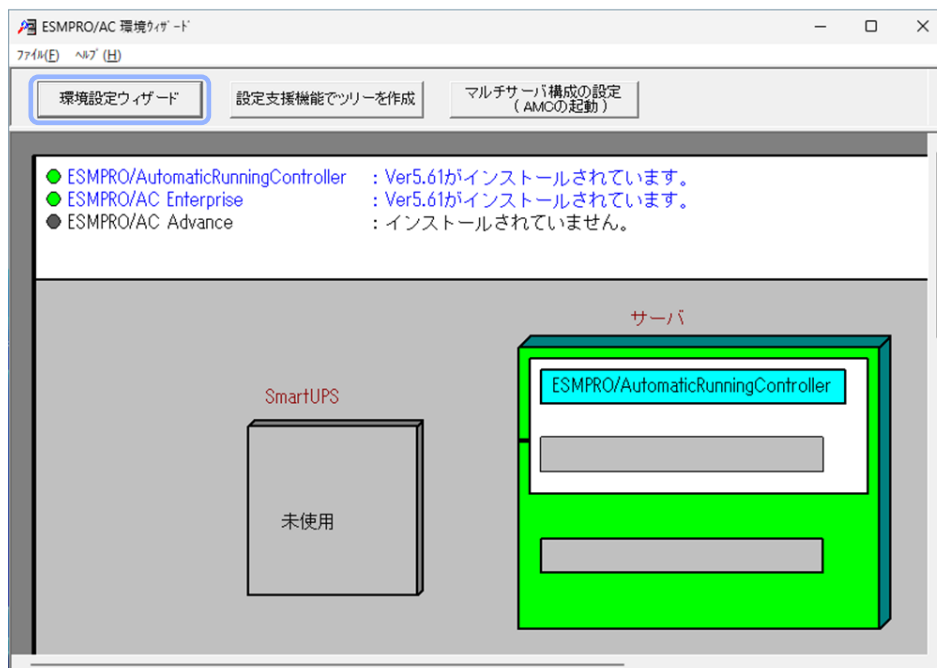 ESMPRO/AC 環境ｳｨｻﾞｰﾄﾞ
ﾌｧｲﾙ(F) ﾍﾙﾌﾟ(H)
環境設定ウィザード
設定支援機能でツリーを作成
マルチサーバ構成の設定
(AMCの起動)
ESMPRO/AutomaticRunningController : Ver5.61がインストールされています。
ESMPRO/AC Enterprise : Ver5.61がインストールされています。
ESMPRO/AC Advance : インストールされていません。
サーバ
ESMPRO/AutomaticRunningController
SmartUPS
未使用